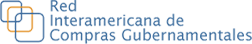 Red
Interamericana de
Compras Gubernamentales